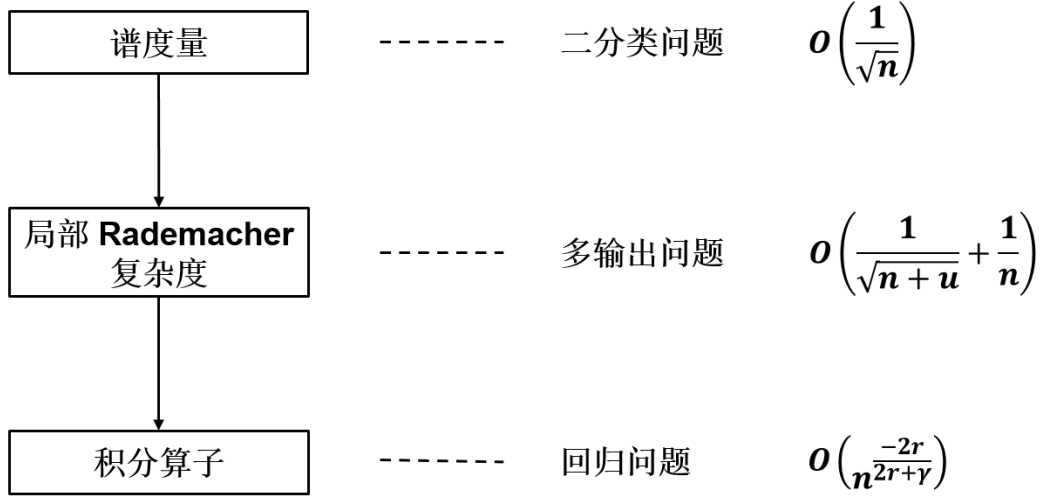 谱度量 ------- 二分类问题 O(1/√n)
局部 Rademacher
复杂度 ------- 多输出问题 O(1/√(n+u) + 1/n)
积分算子 ------- 回归问题 O(n^(-2r/(2r+γ)))